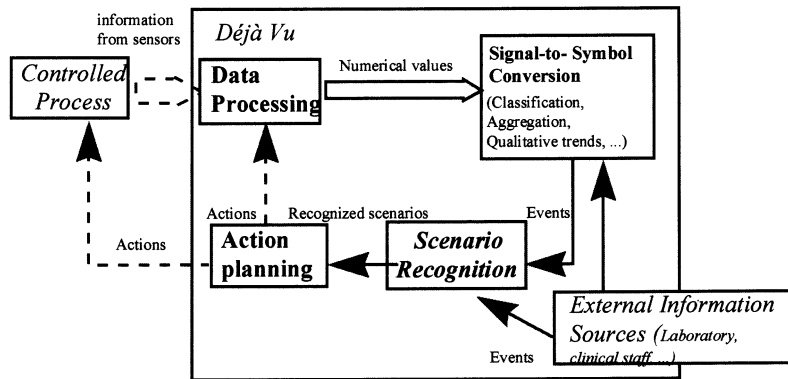 information
from sensors
Déjà Vu
Controlled
Process
Data
Processing
Numerical values
Signal-to- Symbol
Conversion
(Classification,
Aggregation,
Qualitative trends, ...)
Actions
Recognized scenarios
Events
Actions
Action
planning
Scenario
Recognition
External Information
Sources (Laboratory,
clinical staff, ...)
Events